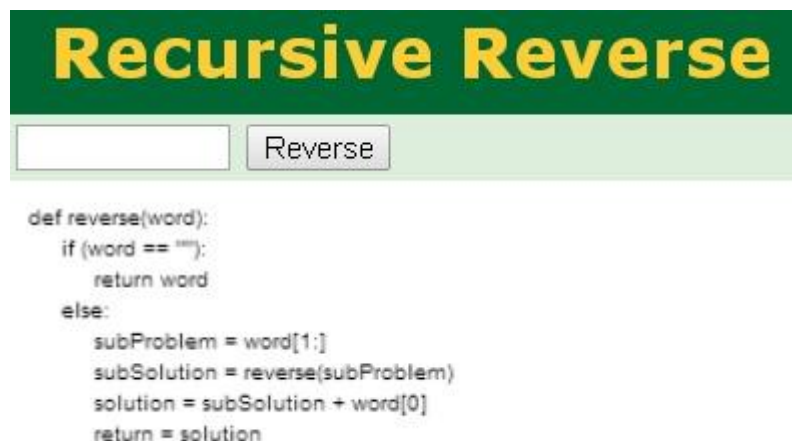 Recursive Reverse
Reverse
def reverse(word):
if (word == ""):
return word
else:
subProblem = word[1:]
subSolution = reverse(subProblem)
solution = subSolution + word[0]
return = solution